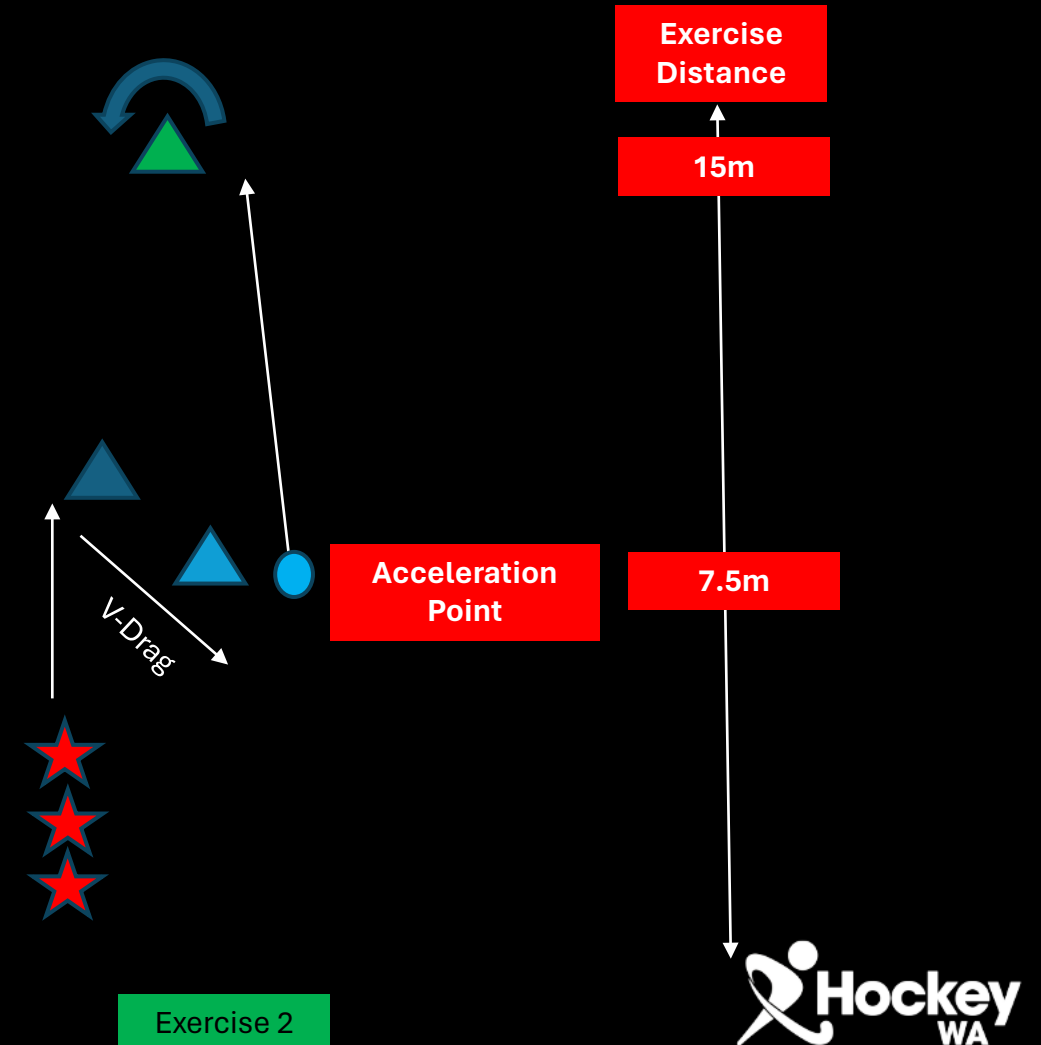 Exercise
Distance
15m
Acceleration
Point
7.5m
V-Drag
Exercise 2
Hockey
WA